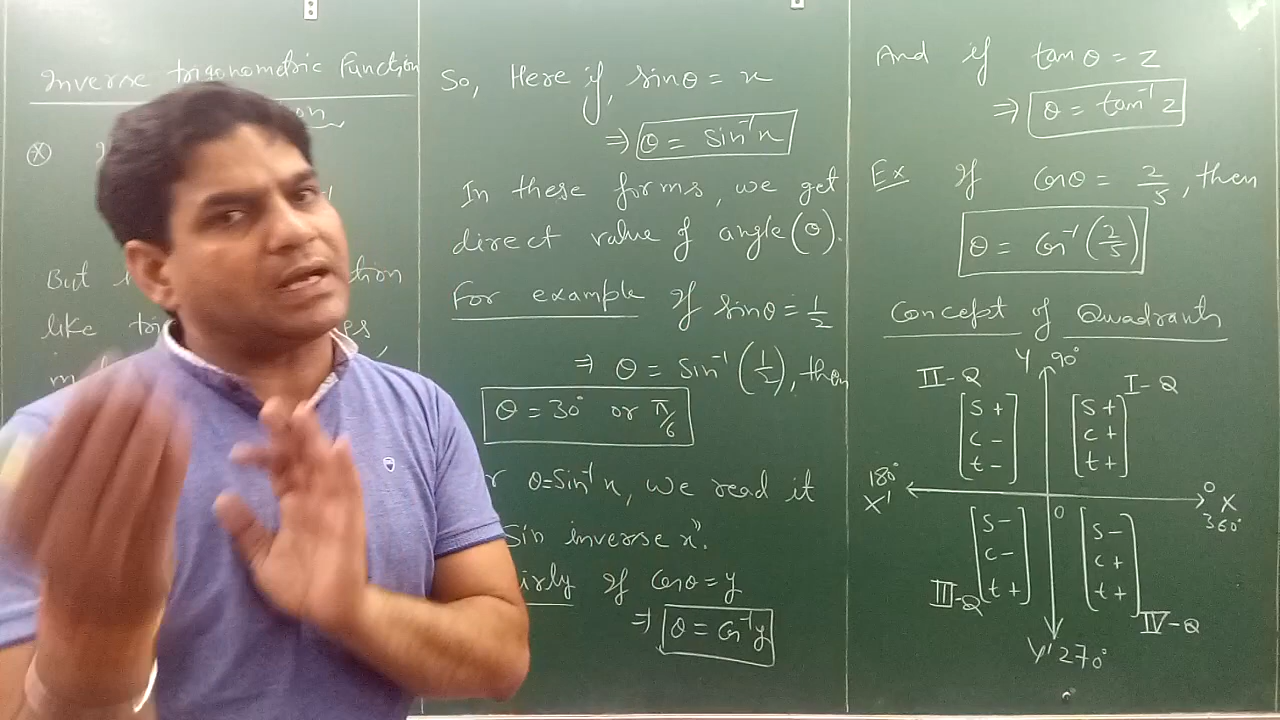 Inverse trigonometric Function
But
like
So, Here if, sinθ = x
⇒ θ = Sin⁻¹x
In these forms, we get
direct value of angle (θ).
For example If sinθ = 1/2
⇒ θ = Sin⁻¹(1/2), then
θ = 30° or π/6
θ = Sin⁻¹x, we read it
Sin inverse x".
If cosθ = y
⇒ θ = Cos⁻¹y
And if tanθ = z
⇒ θ = tan⁻¹z
Ex If cosθ = 2/5, then
θ = Cos⁻¹(2/5)
Concept of Quadrants
Y 90°
II-Q I-Q
S + S +
C - C +
t - t +
180° 0
X' 0 X
360°
S - S -
C - C +
t + t +
III-Q IV-Q
Y' 270°